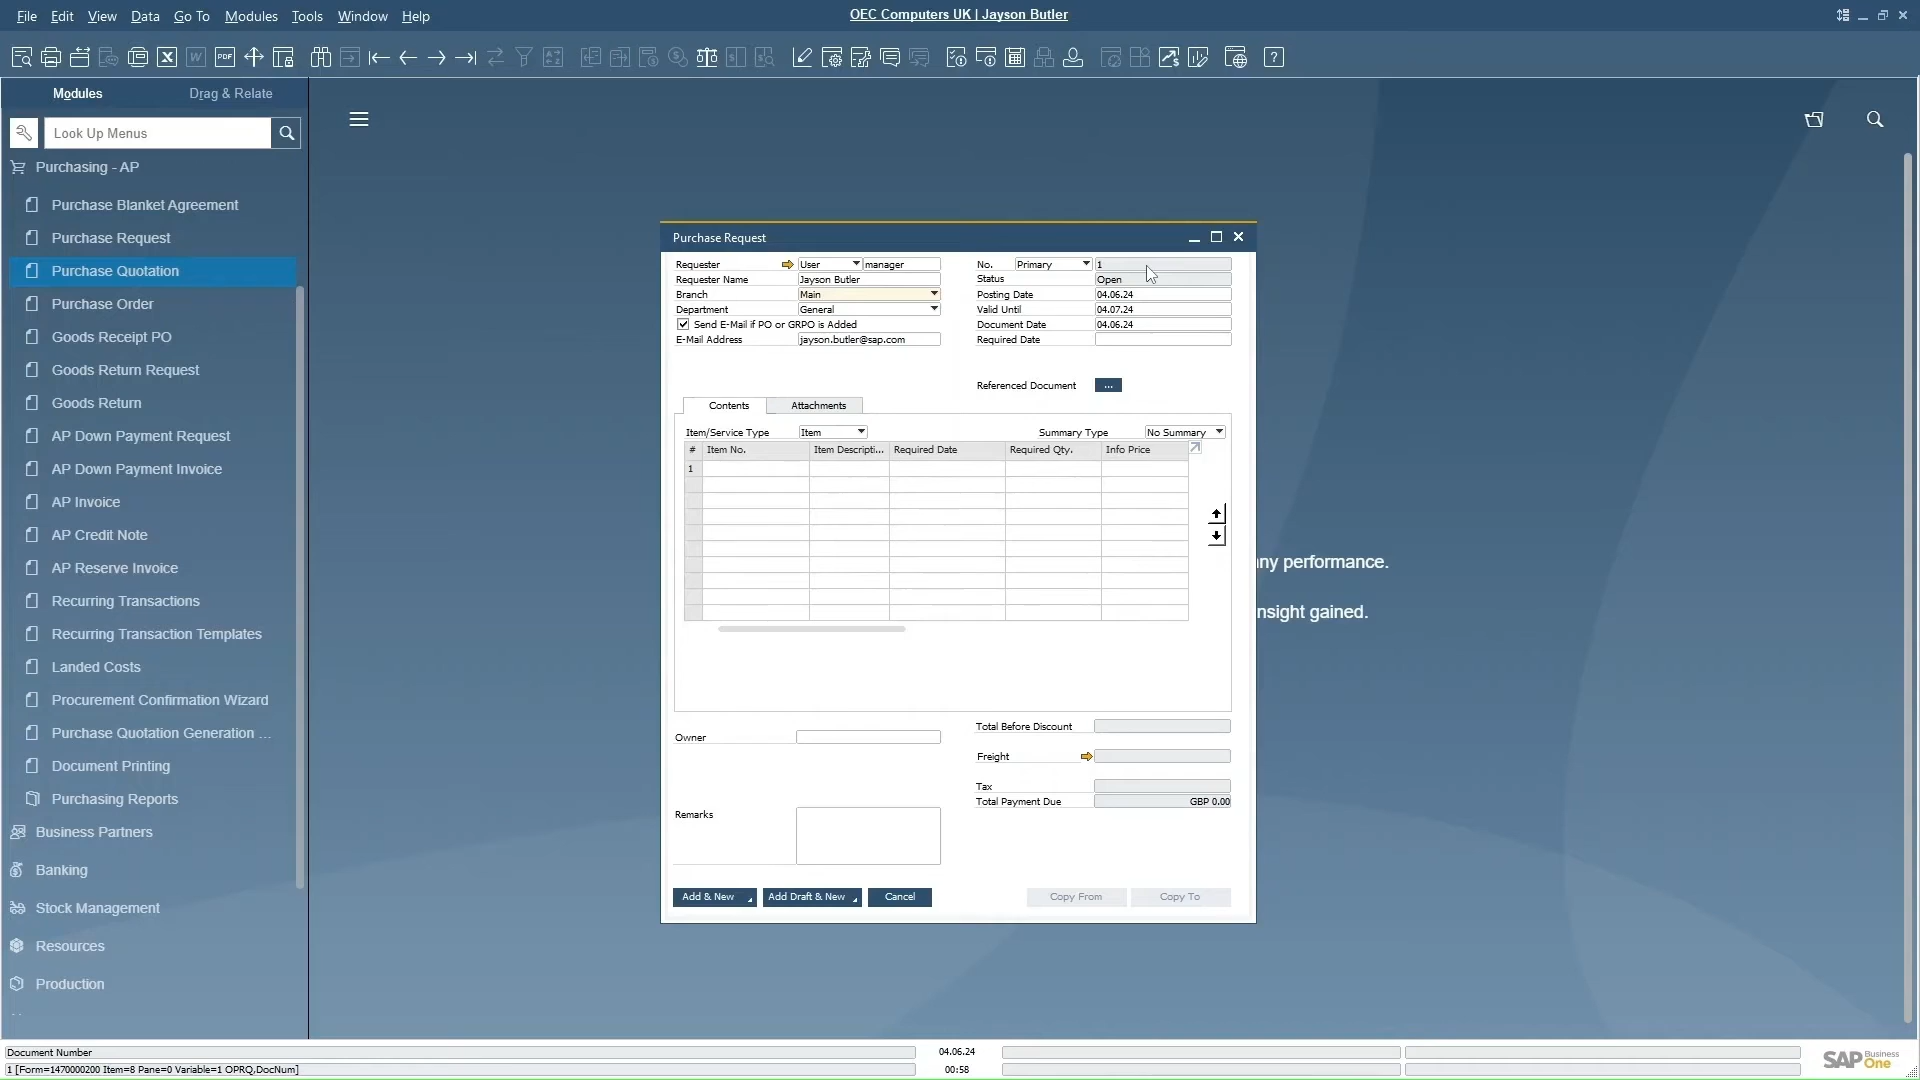 File Edit View Data Go To Modules Tools Window Help
OEC Computers UK | Jayson Butler
Modules Drag & Relate
Look Up Menus
Purchasing - AP
Purchase Blanket Agreement
Purchase Request
Purchase Quotation
Purchase Order
Goods Receipt PO
Goods Return Request
Goods Return
AP Down Payment Request
AP Down Payment Invoice
AP Invoice
AP Credit Note
AP Reserve Invoice
Recurring Transactions
Recurring Transaction Templates
Landed Costs
Procurement Confirmation Wizard
Purchase Quotation Generation ...
Document Printing
Purchasing Reports
Business Partners
Banking
Stock Management
Resources
Production
Purchase Request
Requester User manager
Requester Name Jayson Butler
Branch Main
Department General
Send E-Mail if PO or GRPO is Added
E-Mail Address jayson.butler@sap.com
No. Primary 1
Status Open
Posting Date 04.06.24
Valid Until 04.07.24
Document Date 04.06.24
Required Date
Referenced Document ...
Contents Attachments
Item/Service Type Item Summary Type No Summary
# Item No. Item Descripti... Required Date Required Qty. Info Price
1
Owner
Remarks
Total Before Discount
Freight
Tax
Total Payment Due GBP 0.00
Add & New Add Draft & New Cancel Copy From Copy To
ny performance.
nsight gained.
Document Number 04.06.24
1 [Form=1470000200 Item=8 Pane=0 Variable=1 OPRQ,DocNum] 00:58
SAP Business One